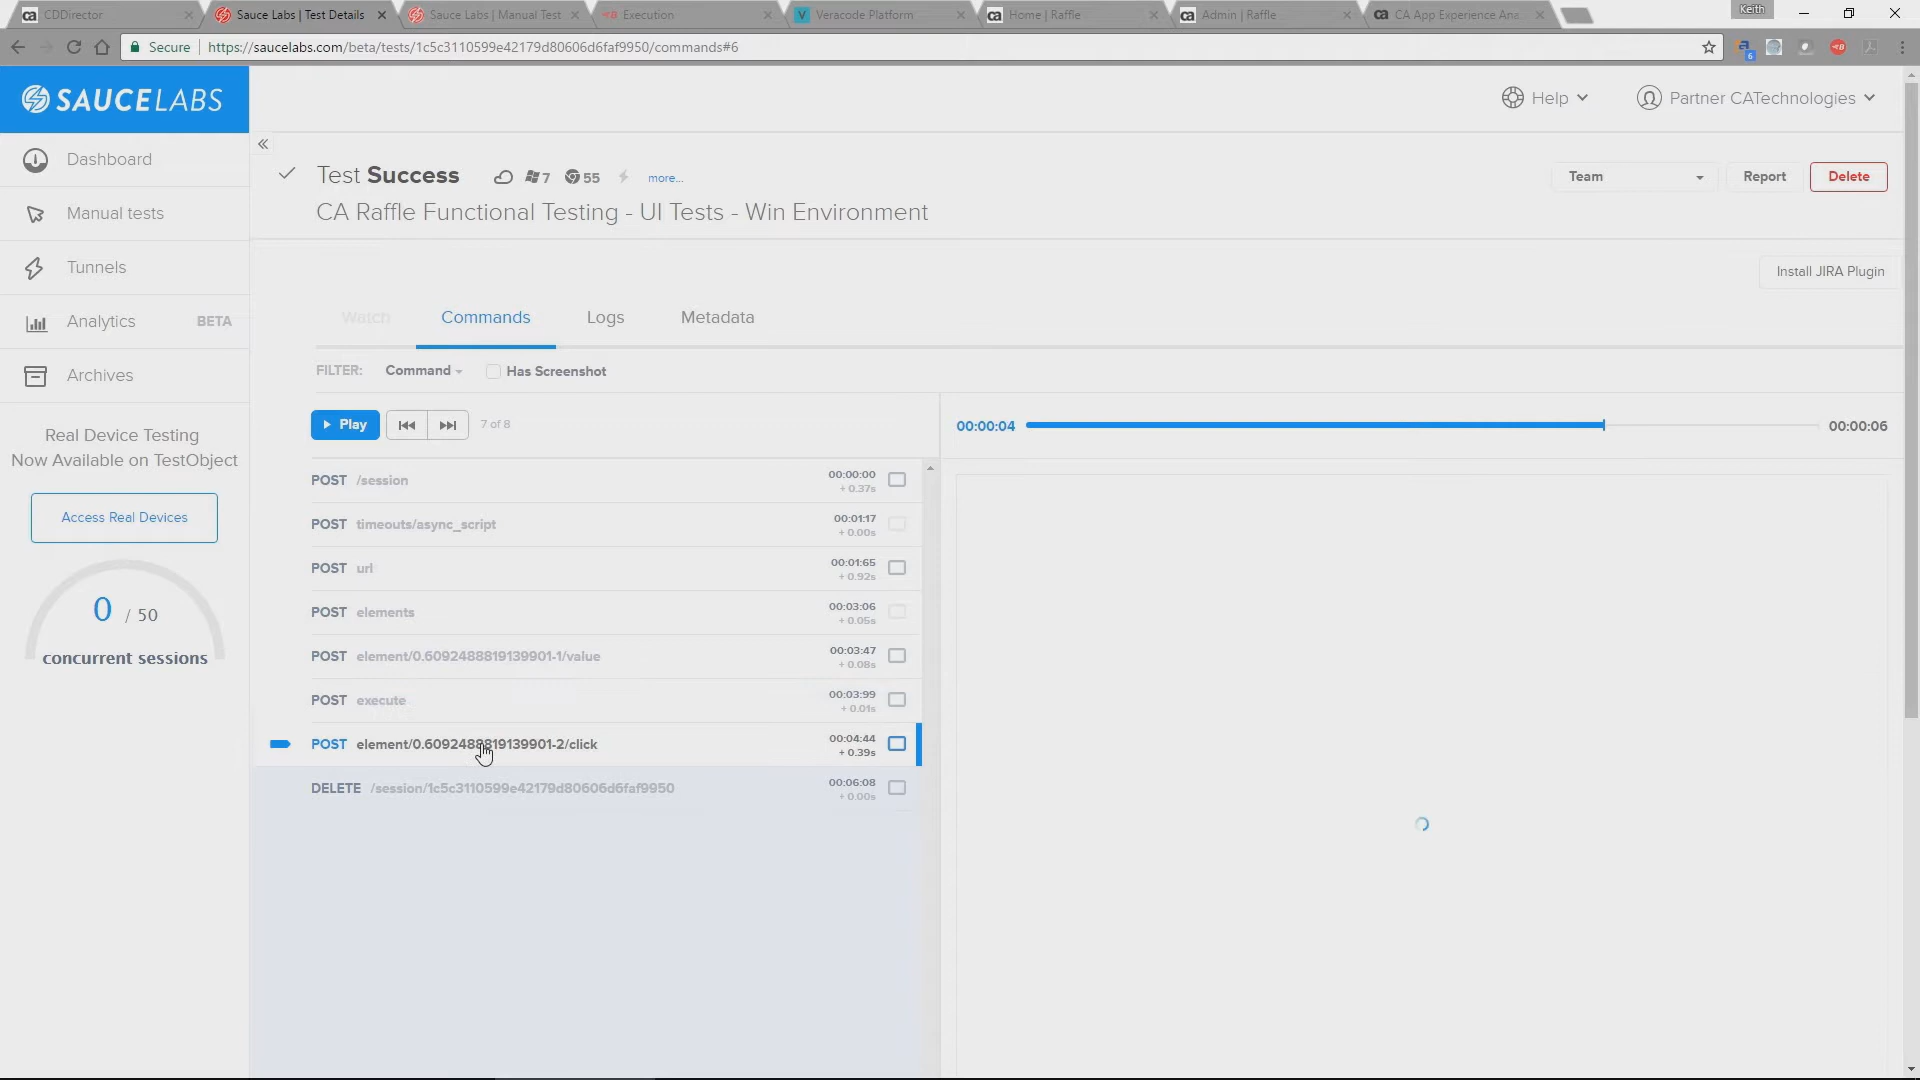 CDDirector
Sauce Labs | Test Details
Sauce Labs | Manual Test
Execution
Veracode Platform
Home | Raffle
Admin | Raffle
CA App Experience Ana
Keith
Secure
https://saucelabs.com/beta/tests/1c5c3110599e42179d80606d6faf9950/commands#6
SAUCELABS
Help
Partner CATechnologies
Dashboard
Manual tests
Tunnels
Analytics BETA
Archives
Real Device Testing
Now Available on TestObject
Access Real Devices
0 / 50
concurrent sessions
Test Success
7
55
more...
CA Raffle Functional Testing - UI Tests - Win Environment
Team
Report
Delete
Install JIRA Plugin
Watch
Commands
Logs
Metadata
FILTER: Command
Has Screenshot
Play
7 of 8
00:00:04
00:00:06
POST /session 00:00:00
+ 0.37s
POST timeouts/async_script 00:01:17
+ 0.00s
POST url 00:01:65
+ 0.92s
POST elements 00:03:06
+ 0.05s
POST element/0.6092488819139901-1/value 00:03:47
+ 0.08s
POST execute 00:03:99
+ 0.01s
POST element/0.6092488819139901-2/click 00:04:44
+ 0.39s
DELETE /session/1c5c3110599e42179d80606d6faf9950 00:06:08
+ 0.00s